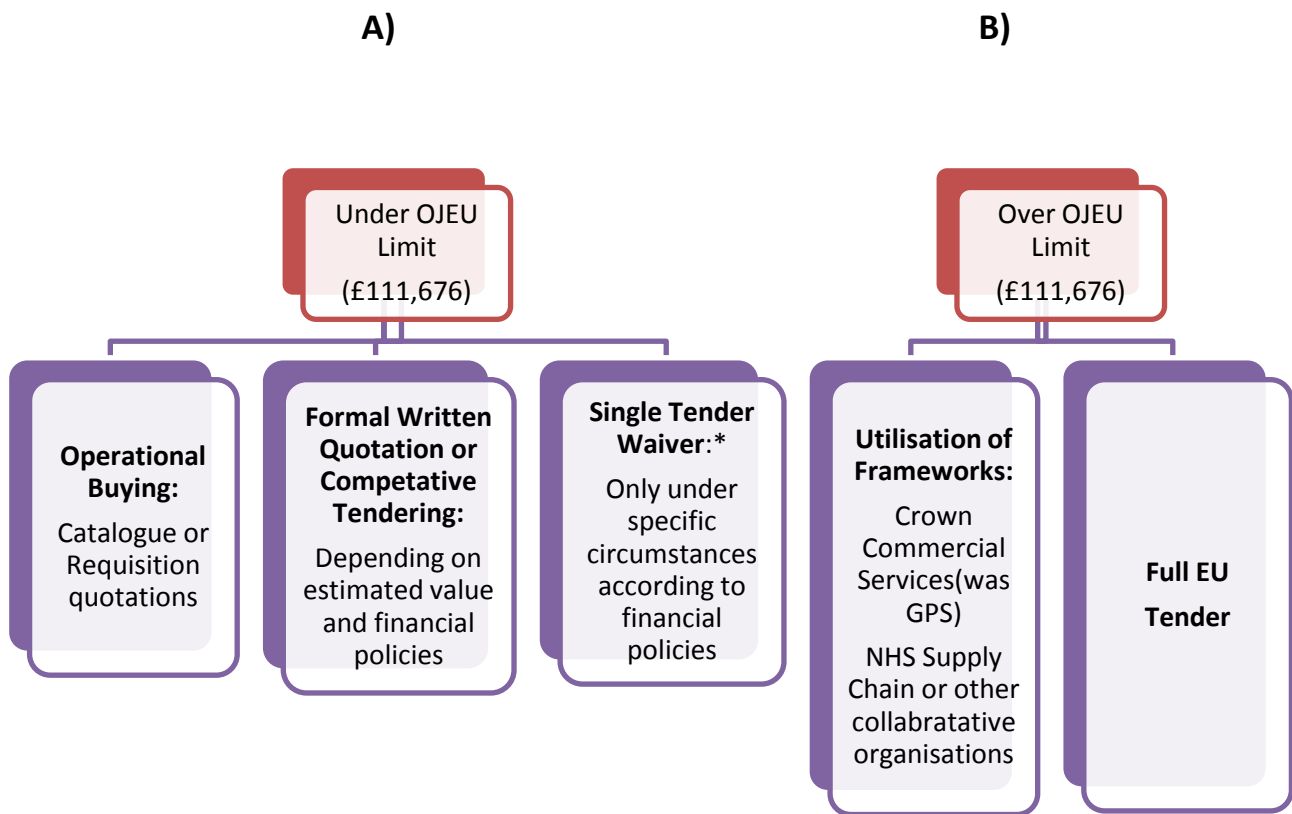 A)
B)
Under OJEU
Limit
(£111,676)
Over OJEU
Limit
(£111,676)
Operational
Buying:
Catalogue or
Requisition
quotations
Formal Written
Quotation or
Competative
Tendering:
Depending on
estimated value
and financial
policies
Single Tender
Waiver:*
Only under
specific
circumstances
according to
financial
policies
Utilisation of
Frameworks:
Crown
Commercial
Services(was
GPS)
NHS Supply
Chain or other
collabratative
organisations
Full EU
Tender